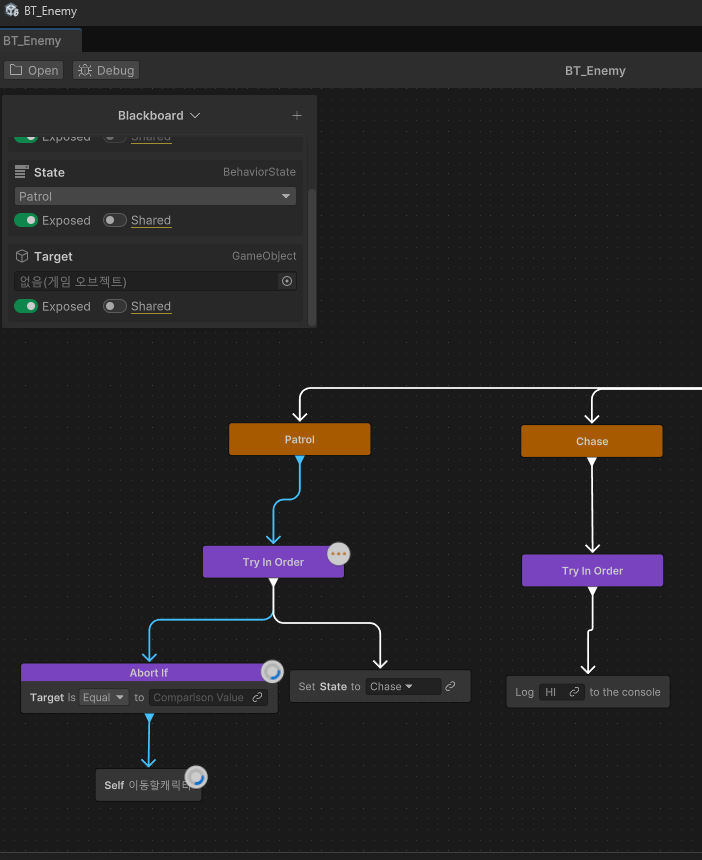 BT_Enemy
BT_Enemy
Open Debug BT_Enemy
Blackboard
Exposed Shared
State BehaviorState
Patrol
Exposed Shared
Target GameObject
없음(게임 오브젝트)
Exposed Shared
Patrol
Chase
Try In Order
Try In Order
Abort If
Target is Equal to Comparison Value
Set State to Chase
Log HI to the console
Self 이동할캐릭터